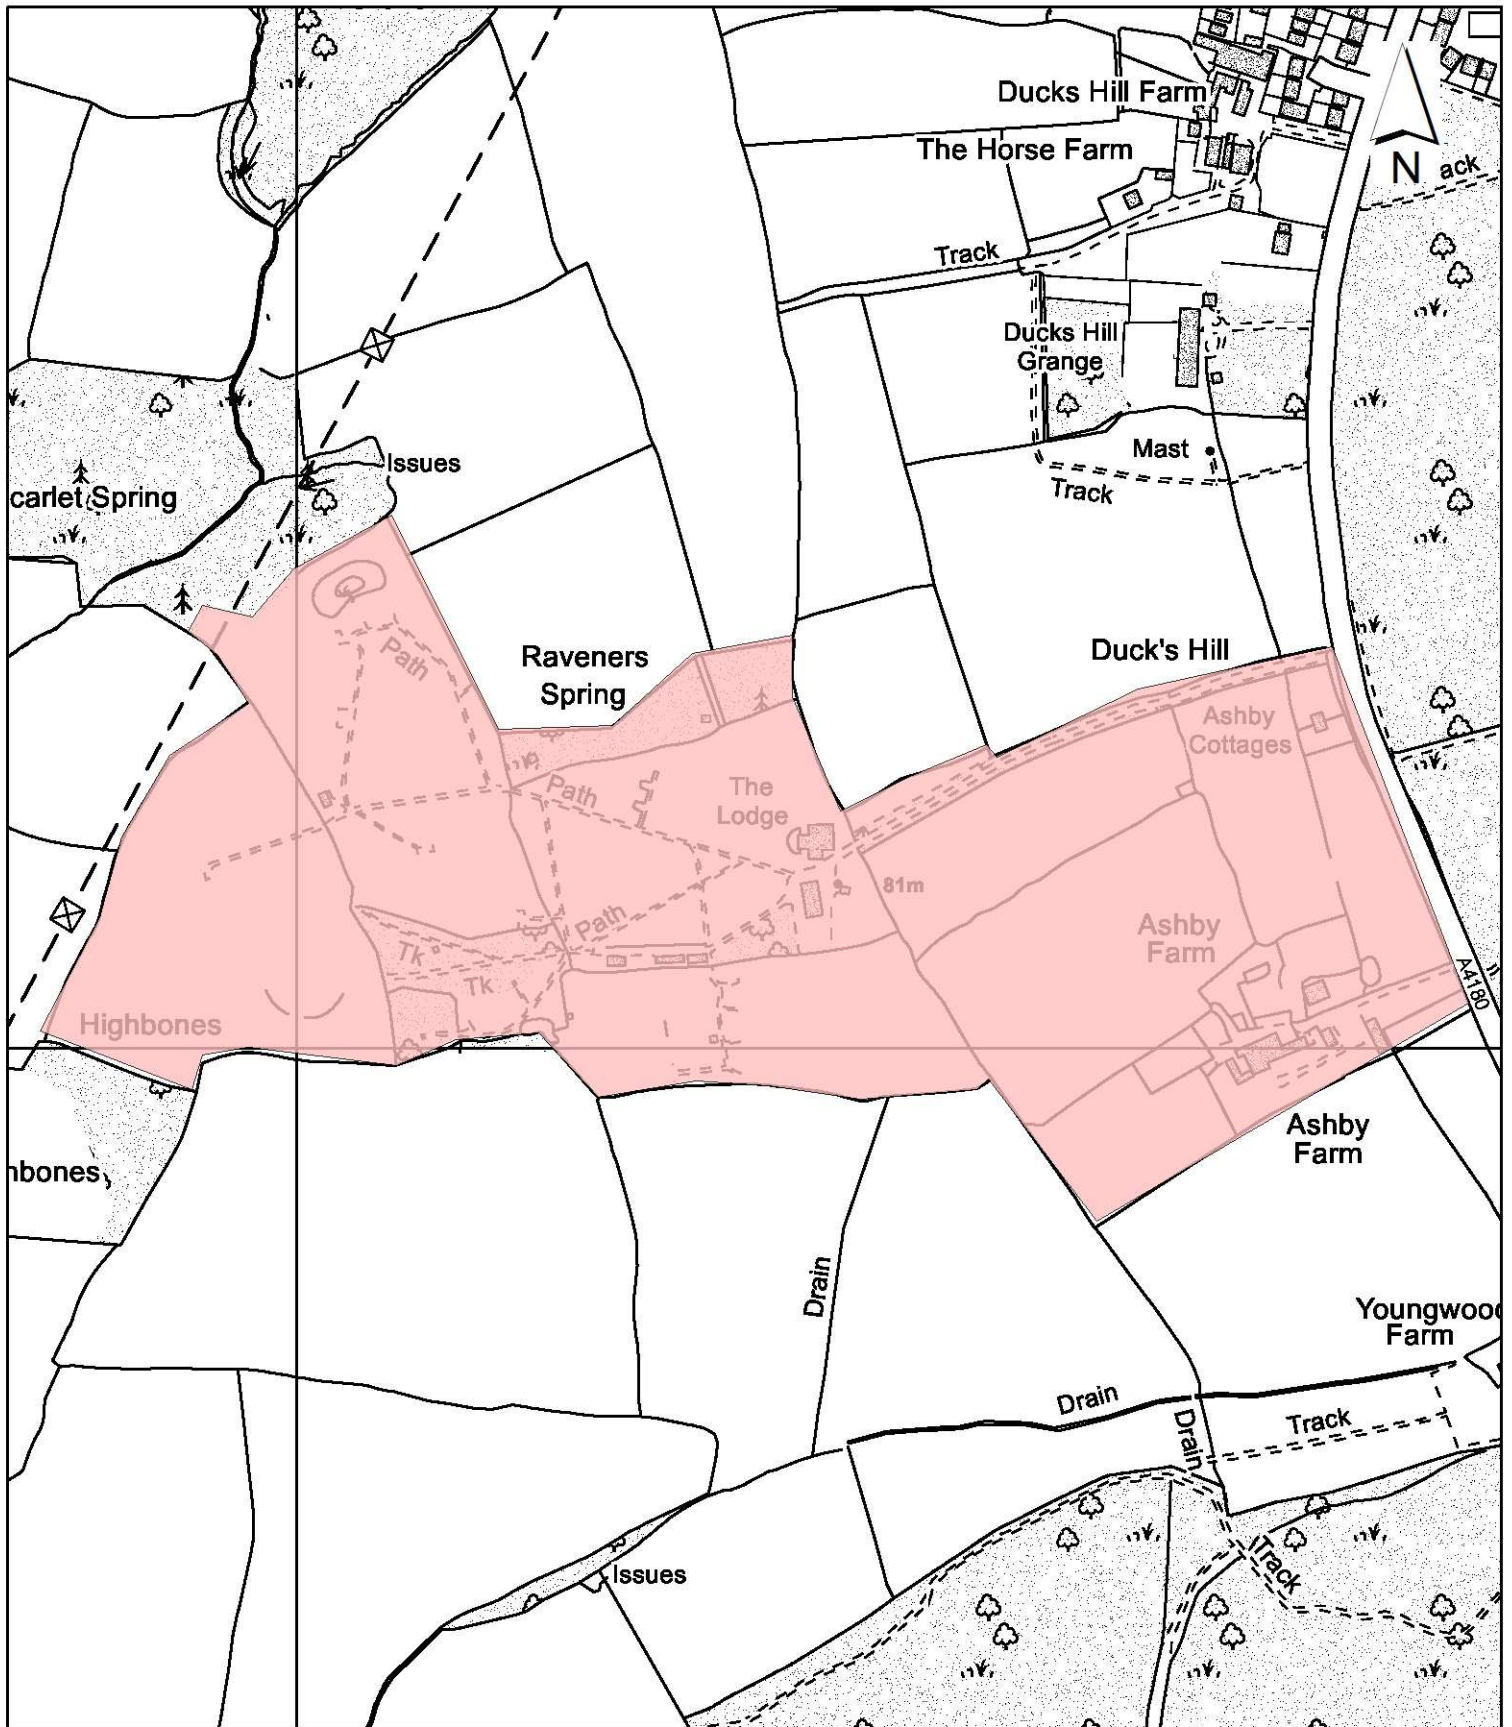 Ducks Hill Farm
The Horse Farm
N
ack
Track
Ducks Hill
Grange
Mast
Issues
Track
carlet Spring
Path
Raveners
Spring
Duck's Hill
Ashby
Cottages
Path
The
Lodge
81m
Path
Ashby
Farm
Tk
Tk
A4180
Highbones
Ashby
Farm
hbones
Drain
Youngwoo
Farm
Drain
Drain
Track
Track
Issues